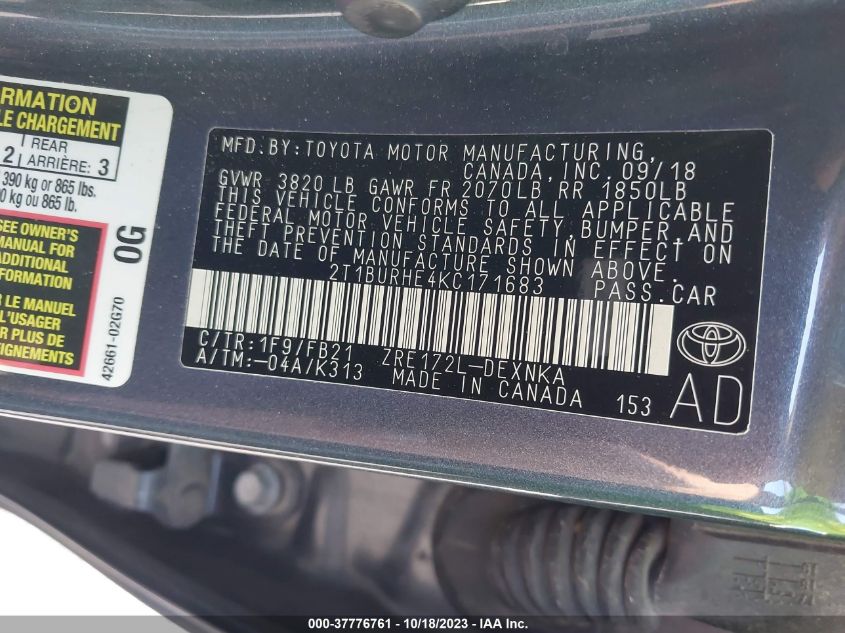 RMATION
LE CHARGEMENT
2 REAR
ARRIÈRE: 3
390 kg or 865 lbs.
0 kg ou 865 lb.
SEE OWNER'S
MANUAL FOR
ADDITIONAL
INFORMATION
R LE MANUEL
L'USAGER
R PLUS DE
SEIGNEMENTS
42661-02G70
0G
MFD.BY:TOYOTA MOTOR MANUFACTURING,
CANADA, INC. 09/18
GVWR 3820 LB GAWR FR 2070LB RR 1850LB
THIS VEHICLE CONFORMS TO ALL APPLICABLE
FEDERAL MOTOR VEHICLE SAFETY, BUMPER, AND
THEFT PREVENTION STANDARDS IN EFFECT ON
THE DATE OF MANUFACTURE SHOWN ABOVE.
2T1BURHE4KC171683 PASS.CAR
C/TR:1F9/FB21 ZRE172L-DEXNKA
A/TM:-04A/K313 MADE IN CANADA 153
AD
000-37776761 - 10/18/2023 - IAA Inc.